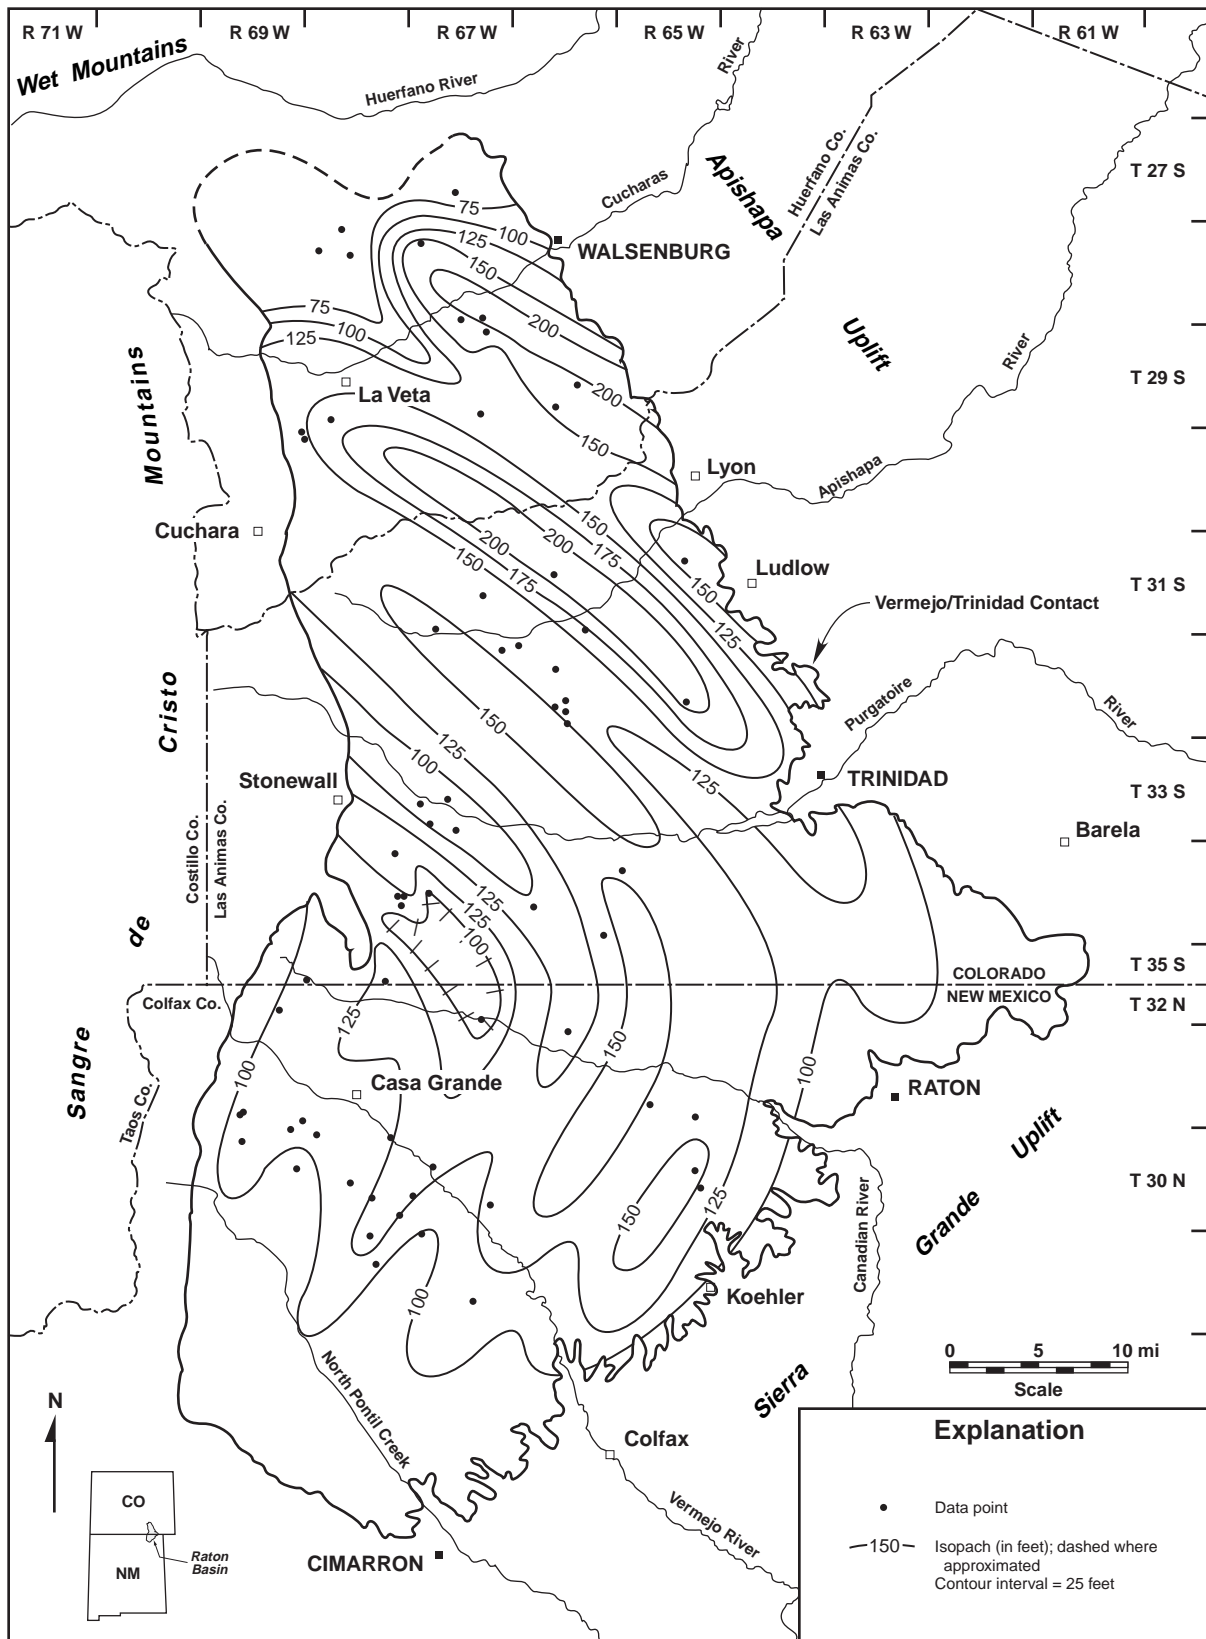 R 71 W
R 69 W
R 67 W
R 65 W
R 63 W
R 61 W
Wet Mountains
Huerfano River
River
Cucharas
Apishapa
Huerfano Co.
Las Animas Co.
T 27 S
75
100
125
150
WALSENBURG
200
75
100
125
Uplift
River
Mountains
La Veta
200
T 29 S
150
Lyon
Apishapa
Cuchara
150
200
200
175
150
175
Ludlow
150
T 31 S
125
Vermejo/Trinidad Contact
Cristo
Purgatoire
River
150
125
100
125
Stonewall
TRINIDAD
T 33 S
Barela
Costillo Co.
Las Animas Co.
125
125
100
de
COLORADO
T 35 S
Colfax Co.
NEW MEXICO
T 32 N
125
150
100
100
Sangre
Casa Grande
RATON
Taos Co.
Uplift
T 30 N
150
125
Canadian River
Grande
100
Koehler
0
5
10 mi
Scale
Sierra
North Pontil Creek
N
Colfax
Vermejo River
CIMARRON
CO
NM
Raton
Basin
Explanation
Data point
150
Isopach (in feet); dashed where
approximated
Contour interval = 25 feet